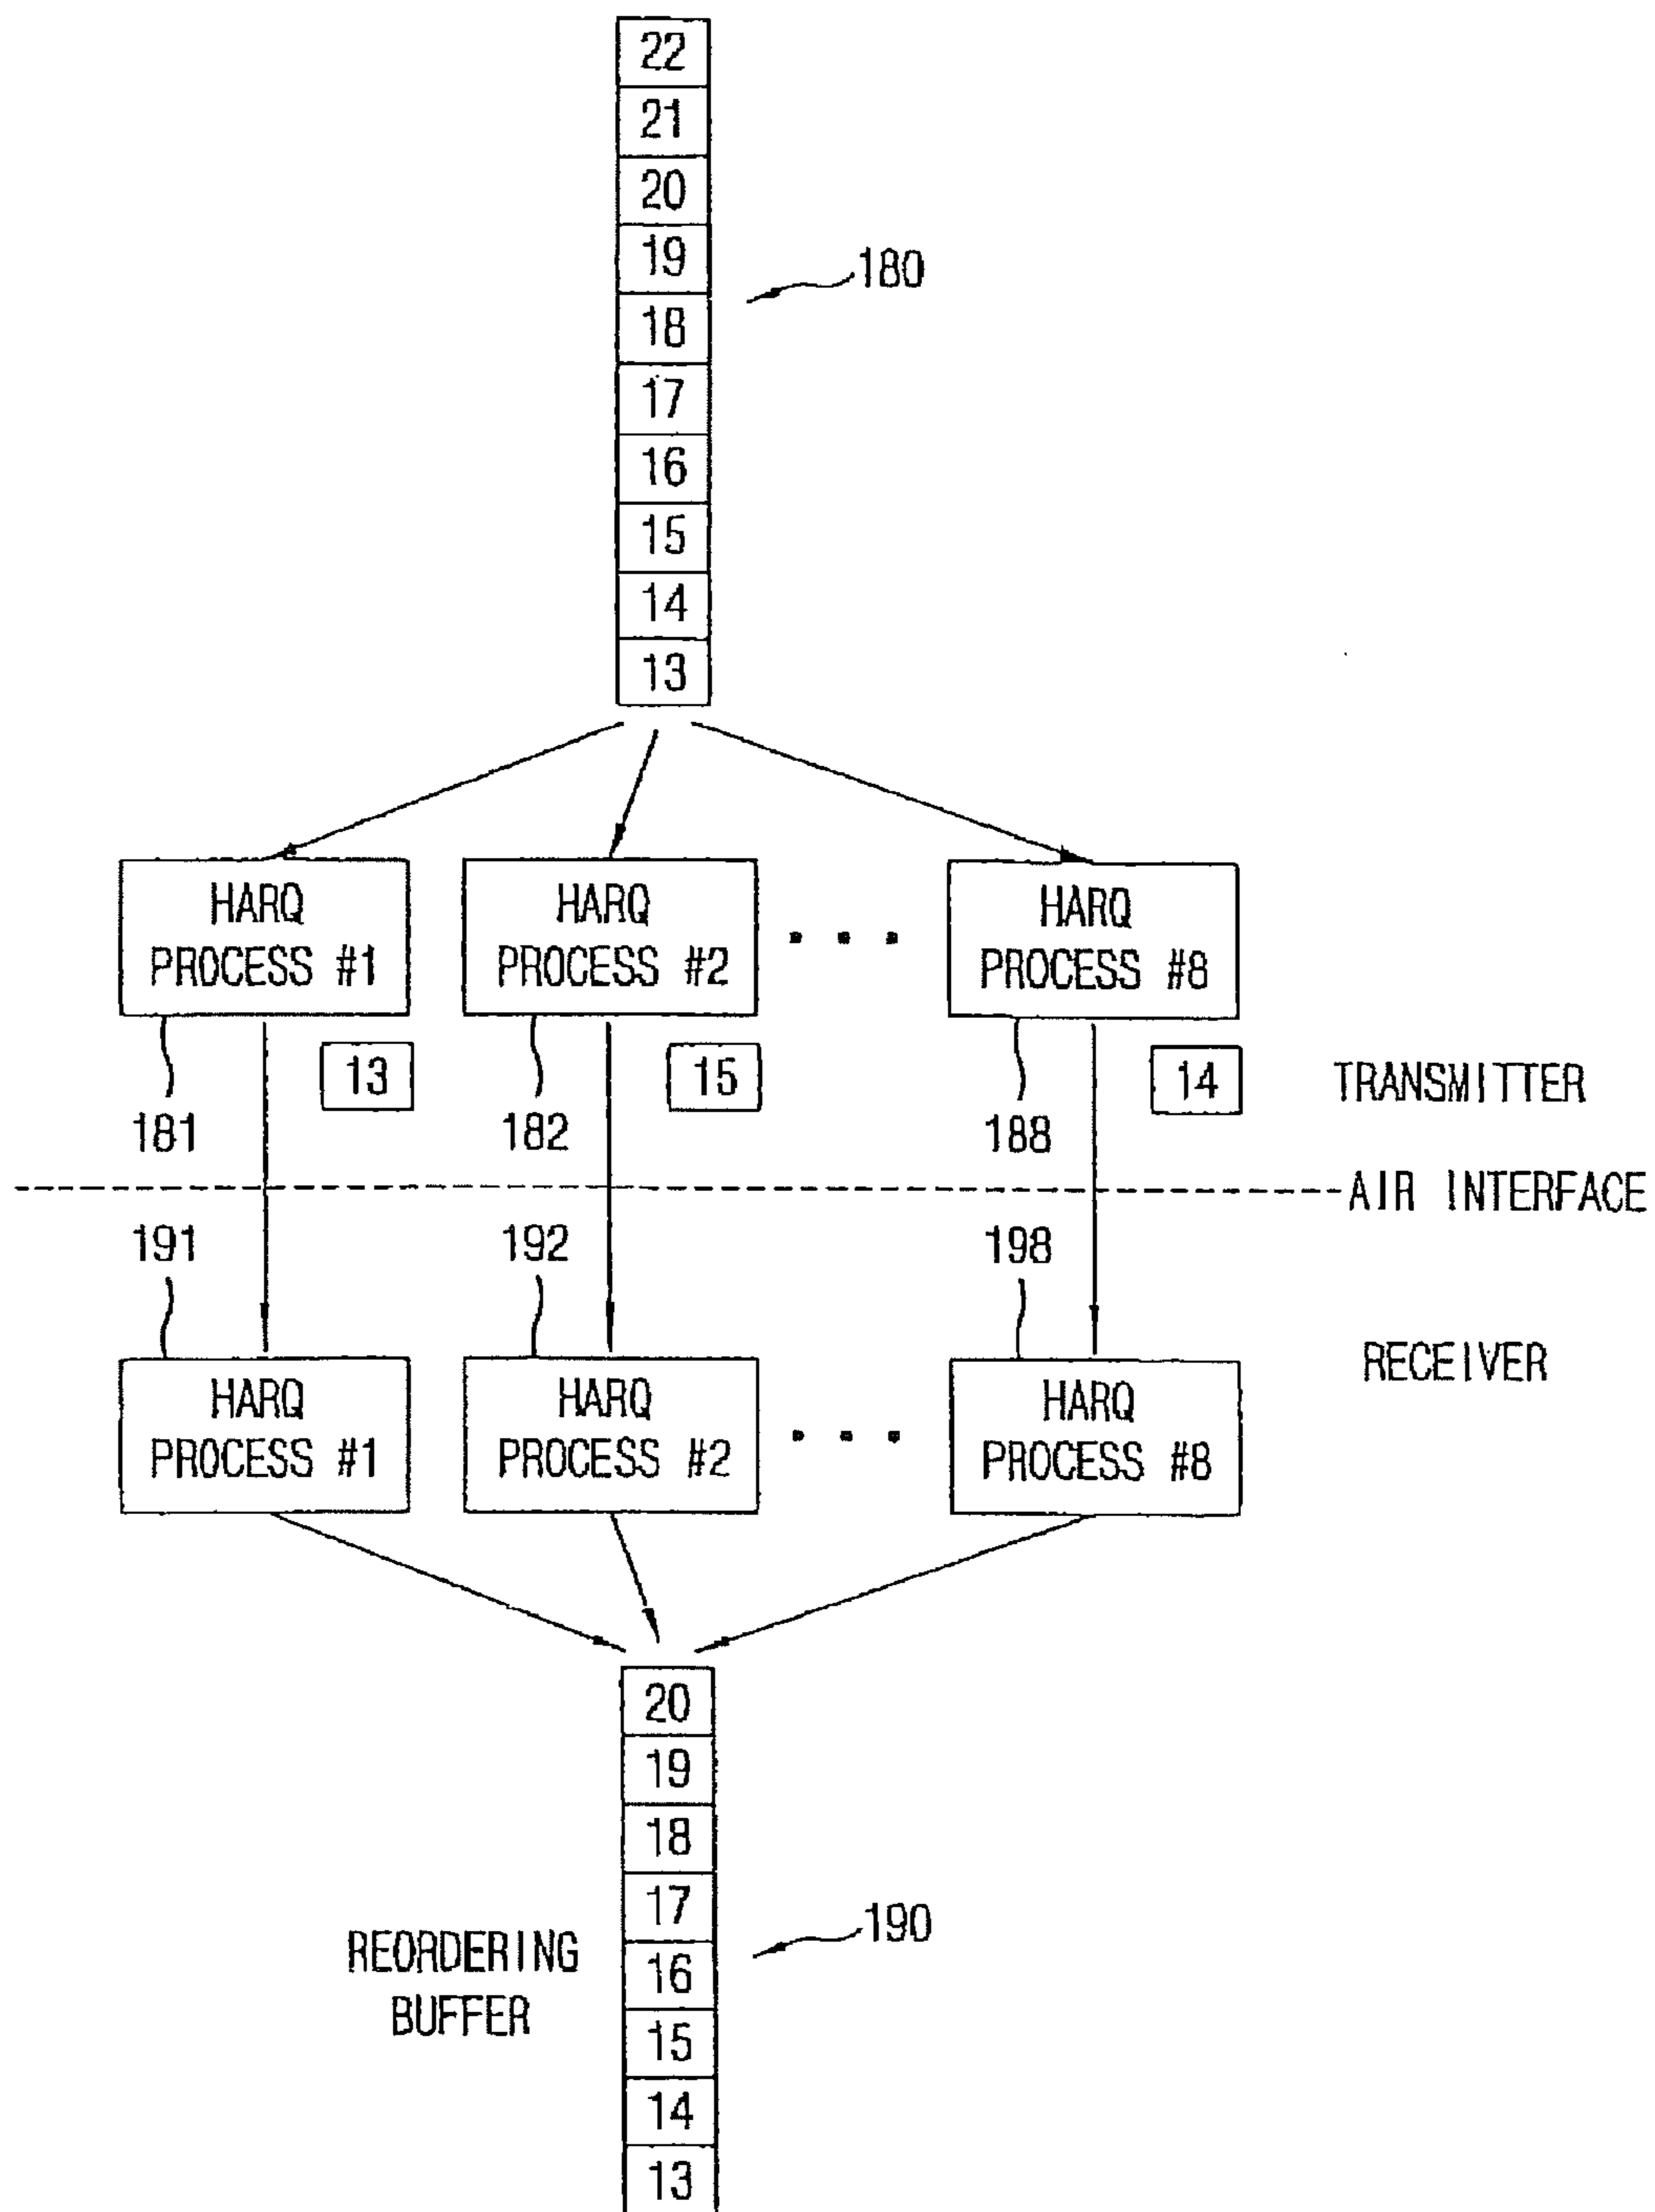 22
21
20
19
180
18
17
16
15
14
13
HARQ
PROCESS #1
HARQ
PROCESS #2
HARQ
PROCESS #8
13
15
14
TRANSMITTER
181
182
188
AIR INTERFACE
191
192
198
RECEIVER
HARQ
PROCESS #1
HARQ
PROCESS #2
HARQ
PROCESS #8
20
19
18
17
190
REORDERING
BUFFER
16
15
14
13